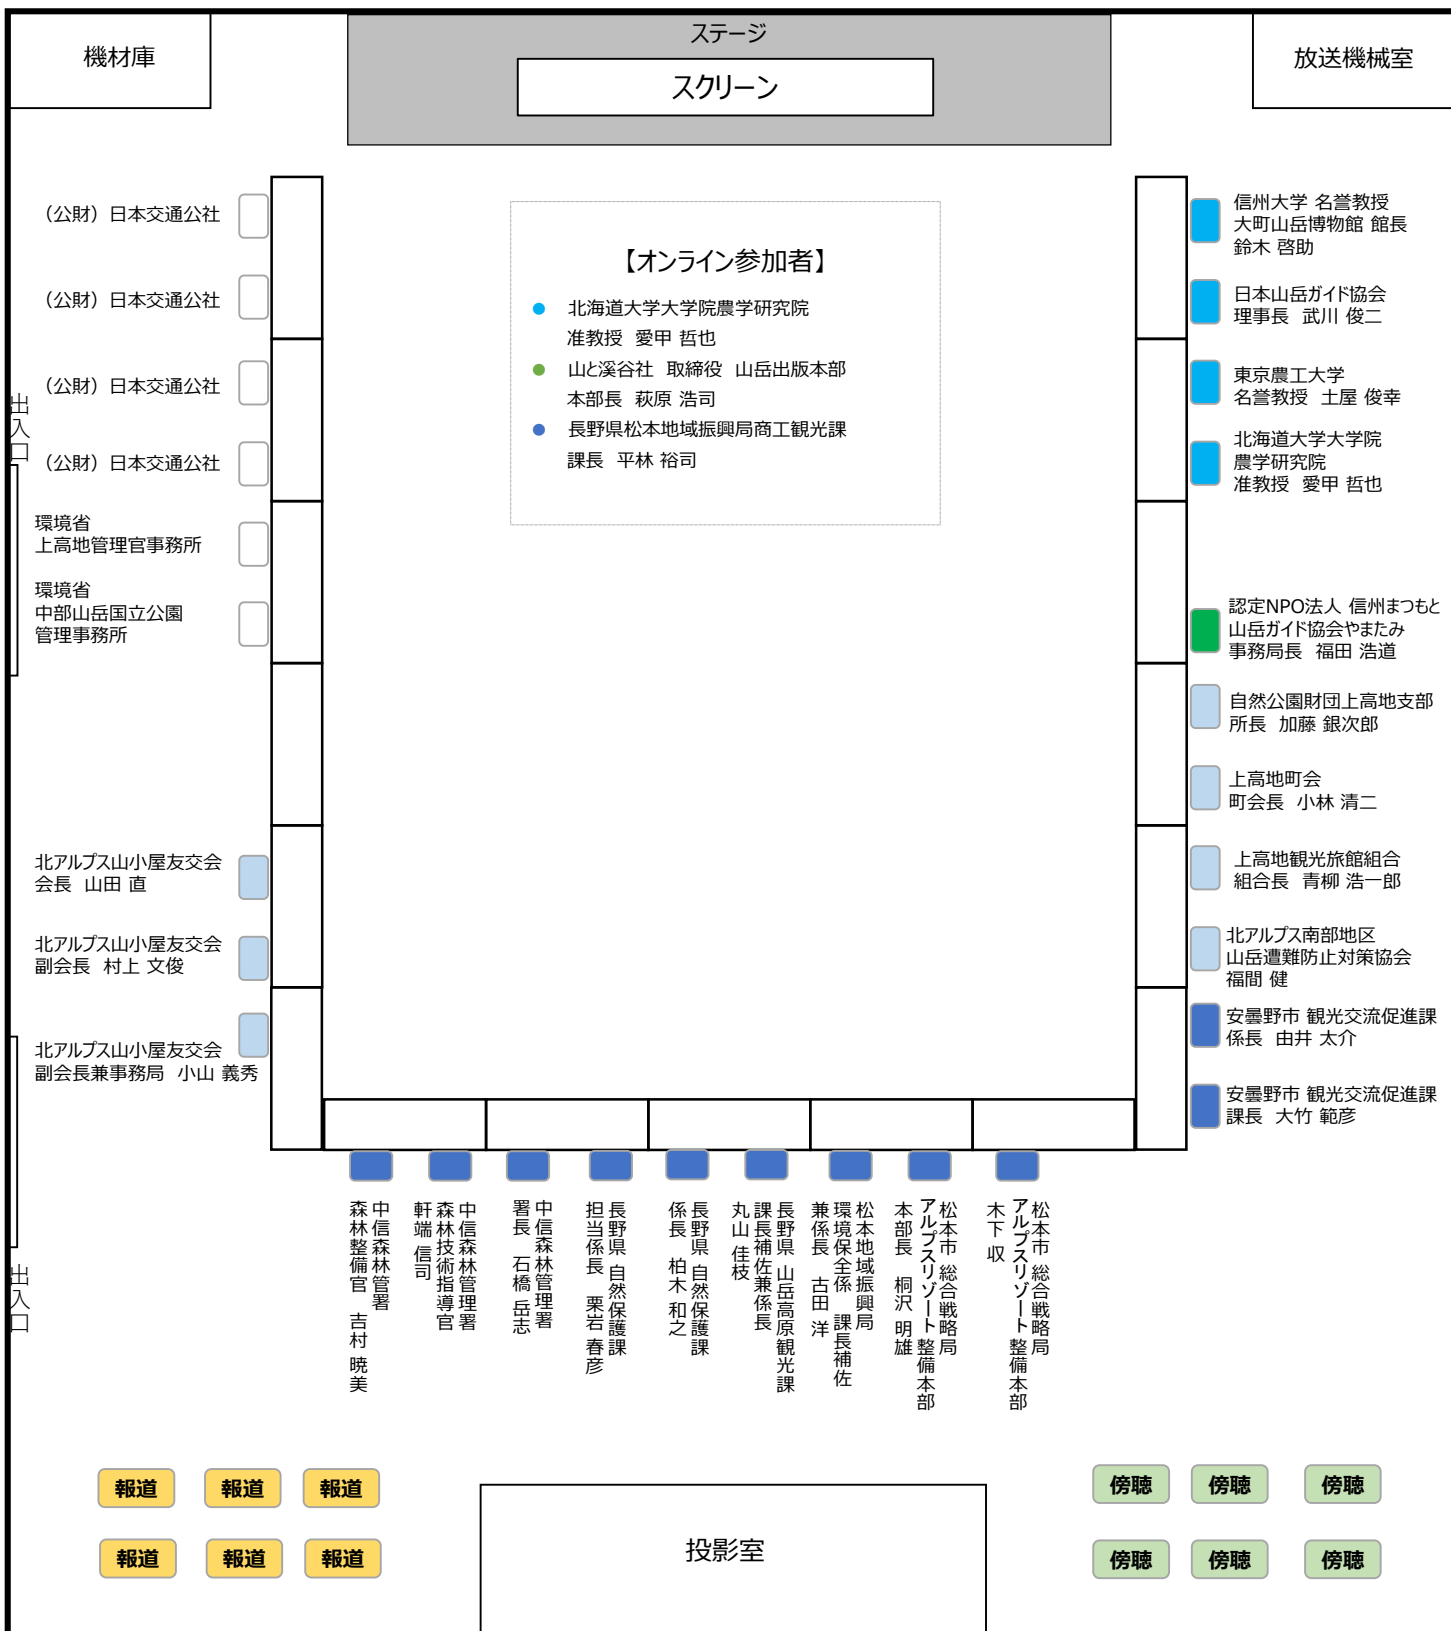 機材庫
ステージ
スクリーン
放送機械室
（公財）日本交通公社
（公財）日本交通公社
（公財）日本交通公社
（公財）日本交通公社
出入口
環境省
上高地管理官事務所
環境省
中部山岳国立公園
管理事務所
北アルプス山小屋友交会
会長 山田 直
北アルプス山小屋友交会
副会長 村上 文俊
北アルプス山小屋友交会
副会長兼事務局 小山 義秀
出入口
【オンライン参加者】
● 北海道大学大学院農学研究院
准教授 愛甲 哲也
● 山と溪谷社 取締役 山岳出版本部
本部長 萩原 浩司
● 長野県松本地域振興局商工観光課
課長 平林 裕司
信州大学 名誉教授
大町山岳博物館 館長
鈴木 啓助
日本山岳ガイド協会
理事長 武川 俊二
東京農工大学
名誉教授 土屋 俊幸
北海道大学大学院
農学研究院
准教授 愛甲 哲也
認定NPO法人 信州まつもと
山岳ガイド協会やまたみ
事務局長 福田 浩道
自然公園財団上高地支部
所長 加藤 銀次郎
上高地町会
町会長 小林 清二
上高地観光旅館組合
組合長 青柳 浩一郎
北アルプス南部地区
山岳遭難防止対策協会
福間 健
安曇野市 観光交流促進課
係長 由井 太介
安曇野市 観光交流促進課
課長 大竹 範彦
中信森林管署
森林整備官 吉村 暁美
中信森林管理署
森林技術指導官
軒端 信司
中信森林管理署
署長 石橋 岳志
長野県 自然保護課
担当係長 栗岩 春彦
長野県 自然保護課
係長 柏木 和之
長野県 山岳高原観光課
課長補佐兼係長
丸山 佳枝
松本地域振興局
環境保全係 課長補佐
兼係長 古田 洋
松本市 総合戦略局
アルプスリゾート整備本部
本部長 桐沢 明雄
松本市 総合戦略局
アルプスリゾート整備本部
木下 収
報道 報道 報道
報道 報道 報道
投影室
傍聴 傍聴 傍聴
傍聴 傍聴 傍聴